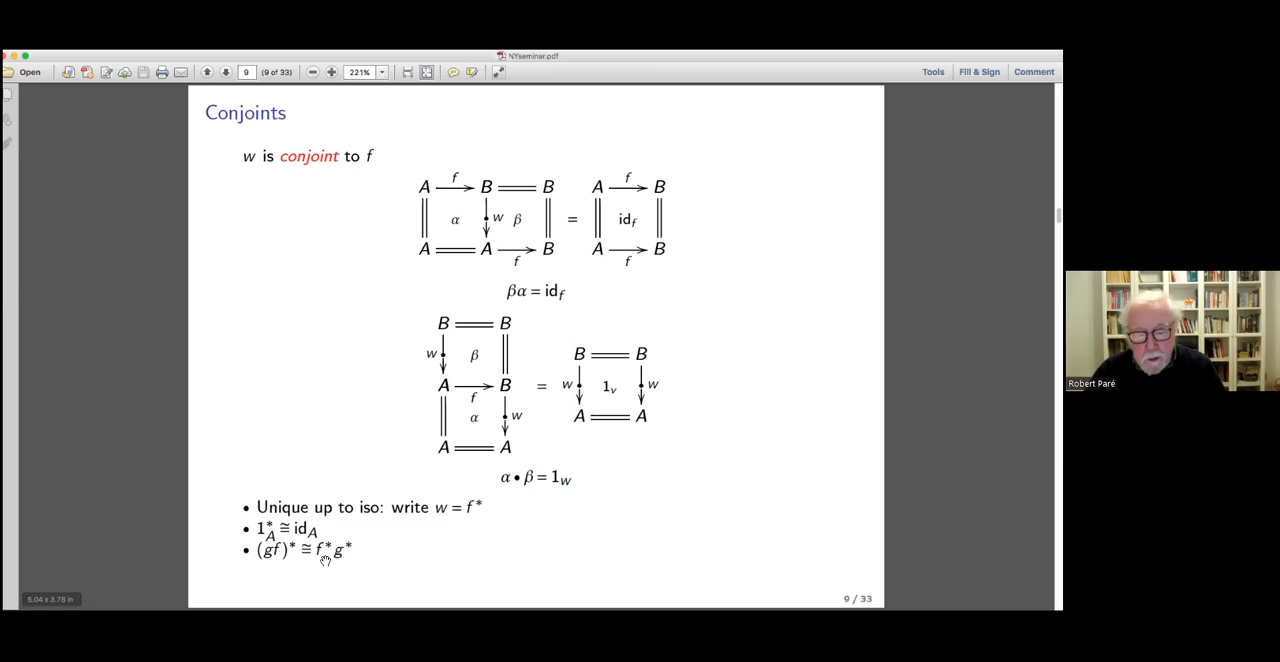 NYseminar.pdf
Open 9 (9 of 33) 221% Tools Fill & Sign Comment
Conjoints
w is conjoint to f
A f B B A f B
α w β = id_f
A A f B A f B
βα = id_f
B B
w β B B
A f B = w 1_v w
α w A A
A A
α • β = 1_w
• Unique up to iso: write w = f*
• 1*_A ≅ id_A
• (gf)* ≅ f*g*
5.04 x 3.78 in
9 / 33
Robert Paré